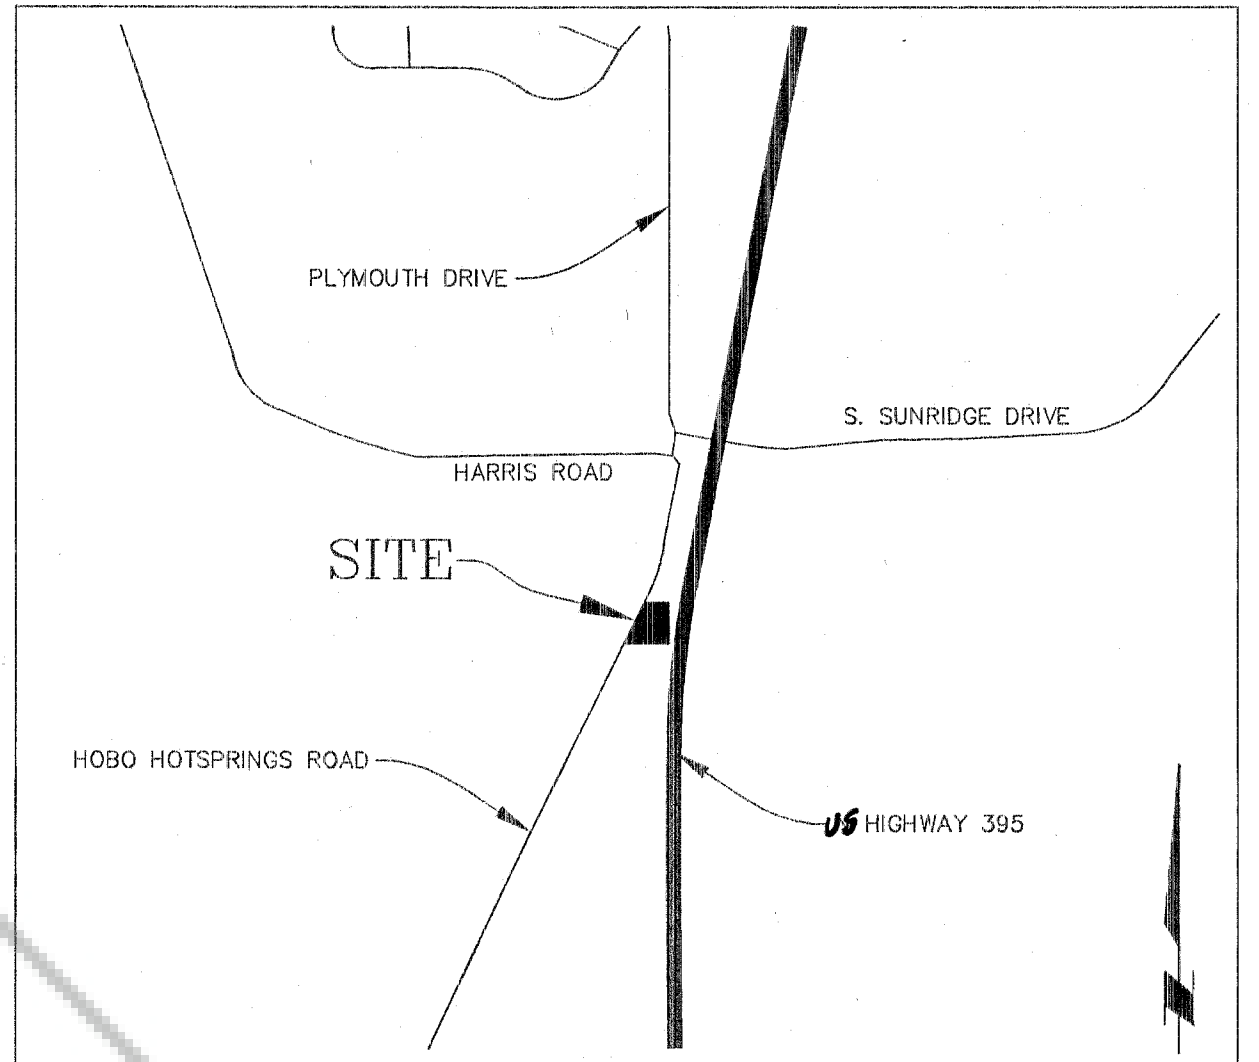 PLYMOUTH DRIVE
S. SUNRIDGE DRIVE
HARRIS ROAD
SITE
HOBO HOTSPRINGS ROAD
US HIGHWAY 395